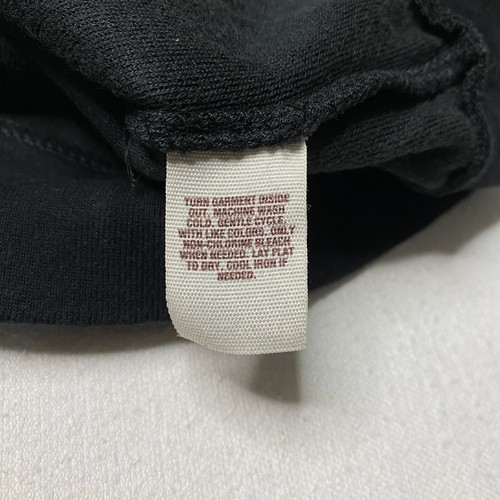 TURN GARMENT INSIDE
OUT. MACHINE WASH
COLD. GENTLE CYCLE.
WITH LIKE COLORS. ONLY
NON-CHLORINE BLEACH
WHEN NEEDED. LAY FLAT
TO DRY. COOL IRON IF
NEEDED.